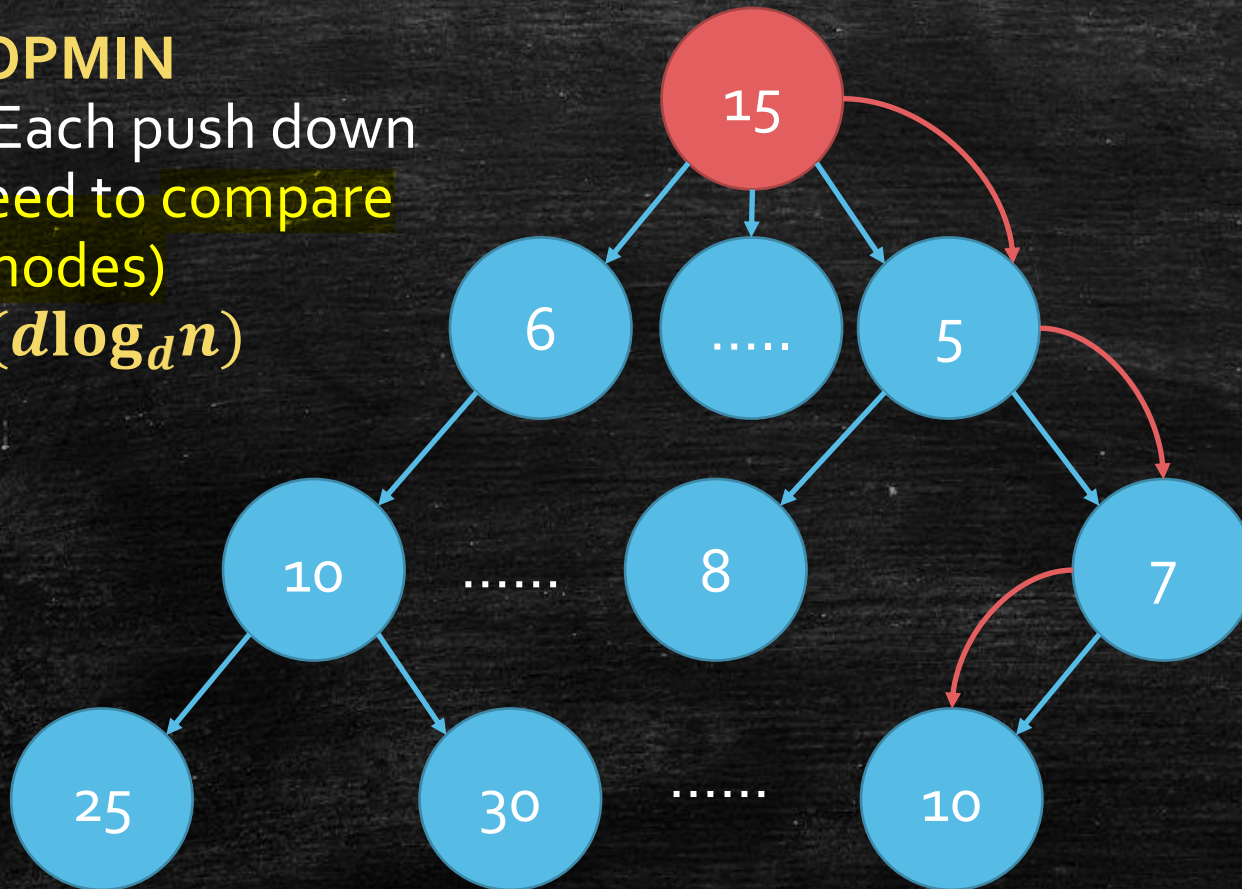 OPMIN
Each push down
eed to compare
nodes)
(dlog_d n)
15
6
.....
5
10
......
8
7
25
30
......
10